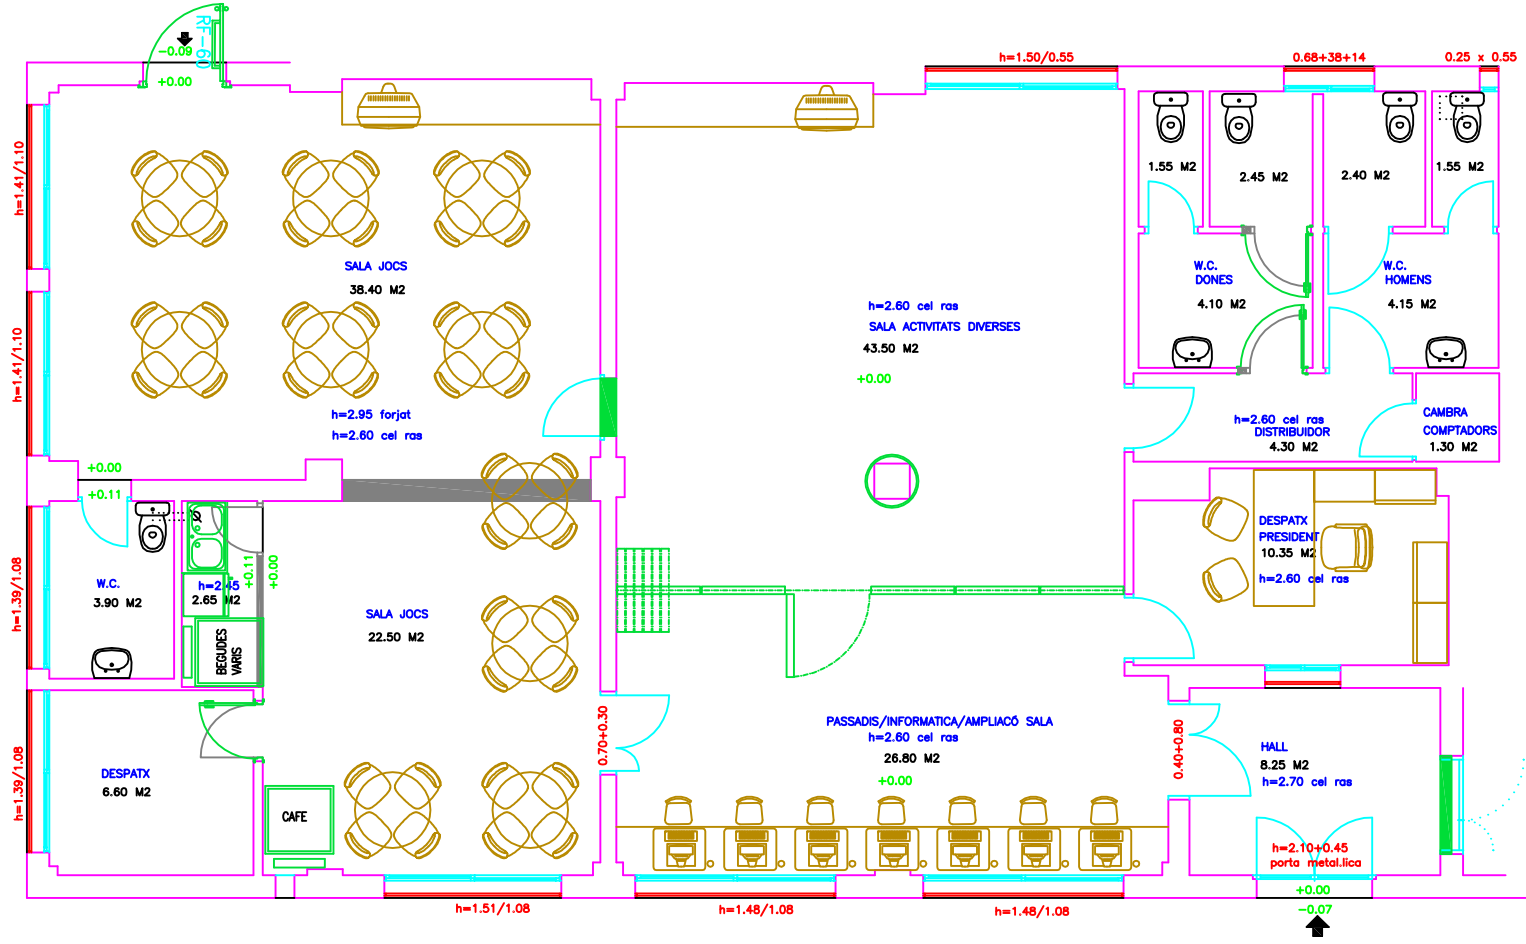 RF-60
-0.09
+0.00
h=1.50/0.55
0.68+38+14
0.25 x 0.55
h=1.41/1.10
1.55 M2
2.45 M2
2.40 M2
1.55 M2
SALA JOCS
38.40 M2
W.C.
DONES
4.10 M2
W.C.
HOMENS
4.15 M2
h=2.60 cel ras
SALA ACTIVITATS DIVERSES
43.50 M2
+0.00
h=1.41/1.10
h=2.95 forjat
h=2.60 cel ras
h=2.60 cel ras
DISTRIBUIDOR
4.30 M2
CAMBRA
COMPTADORS
1.30 M2
+0.00
+0.11
DESPATX
PRESIDENT
10.35 M2
h=2.60 cel ras
h=1.39/1.08
W.C.
3.90 M2
h=2.45
2.65 M2
+0.11
+0.00
BEGUDES
VARIS
SALA JOCS
22.50 M2
0.70+0.30
PASSADIS/INFORMATICA/AMPLIACÓ SALA
h=2.60 cel ras
26.80 M2
+0.00
0.40+0.80
HALL
8.25 M2
h=2.70 cel ras
h=1.39/1.08
DESPATX
6.60 M2
CAFE
h=2.10+0.45
porta metal.lica
+0.00
-0.07
h=1.51/1.08
h=1.48/1.08
h=1.48/1.08